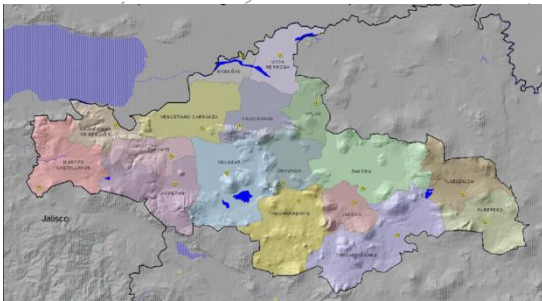 VISTA
HERMOSA
BRISEÑAS
VENUSTIANO CARRANZA
PAJACUARAN
IXTLAN
MARCOS
CASTELLANOS
SAHUAYO
VILLAMAR
CHAVINDA
ZAMORA
TLAZAZALCA
JIQUILPAN
TANGAMANDAPIO
JACONA
PUREPERO
TANGANCICUARO
Jalisco